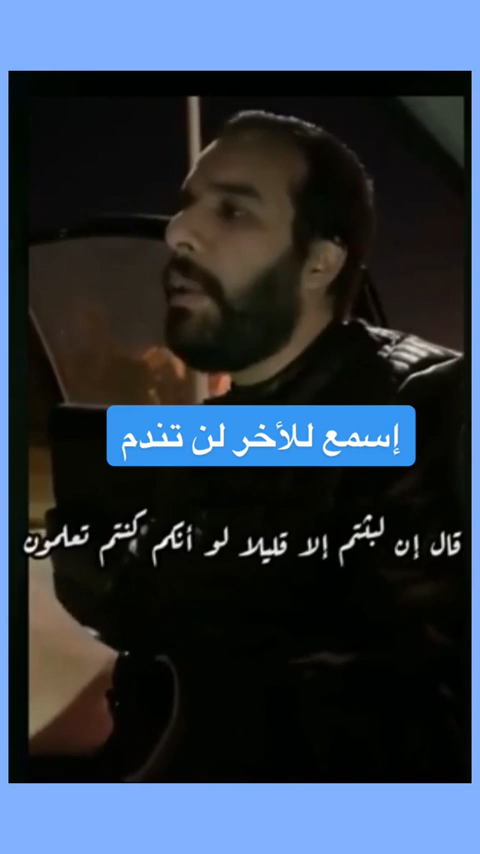 إسمع للأخر لن تندم
قال إن لبثتم إلا قليلا لو أنكم كنتم تعلمون